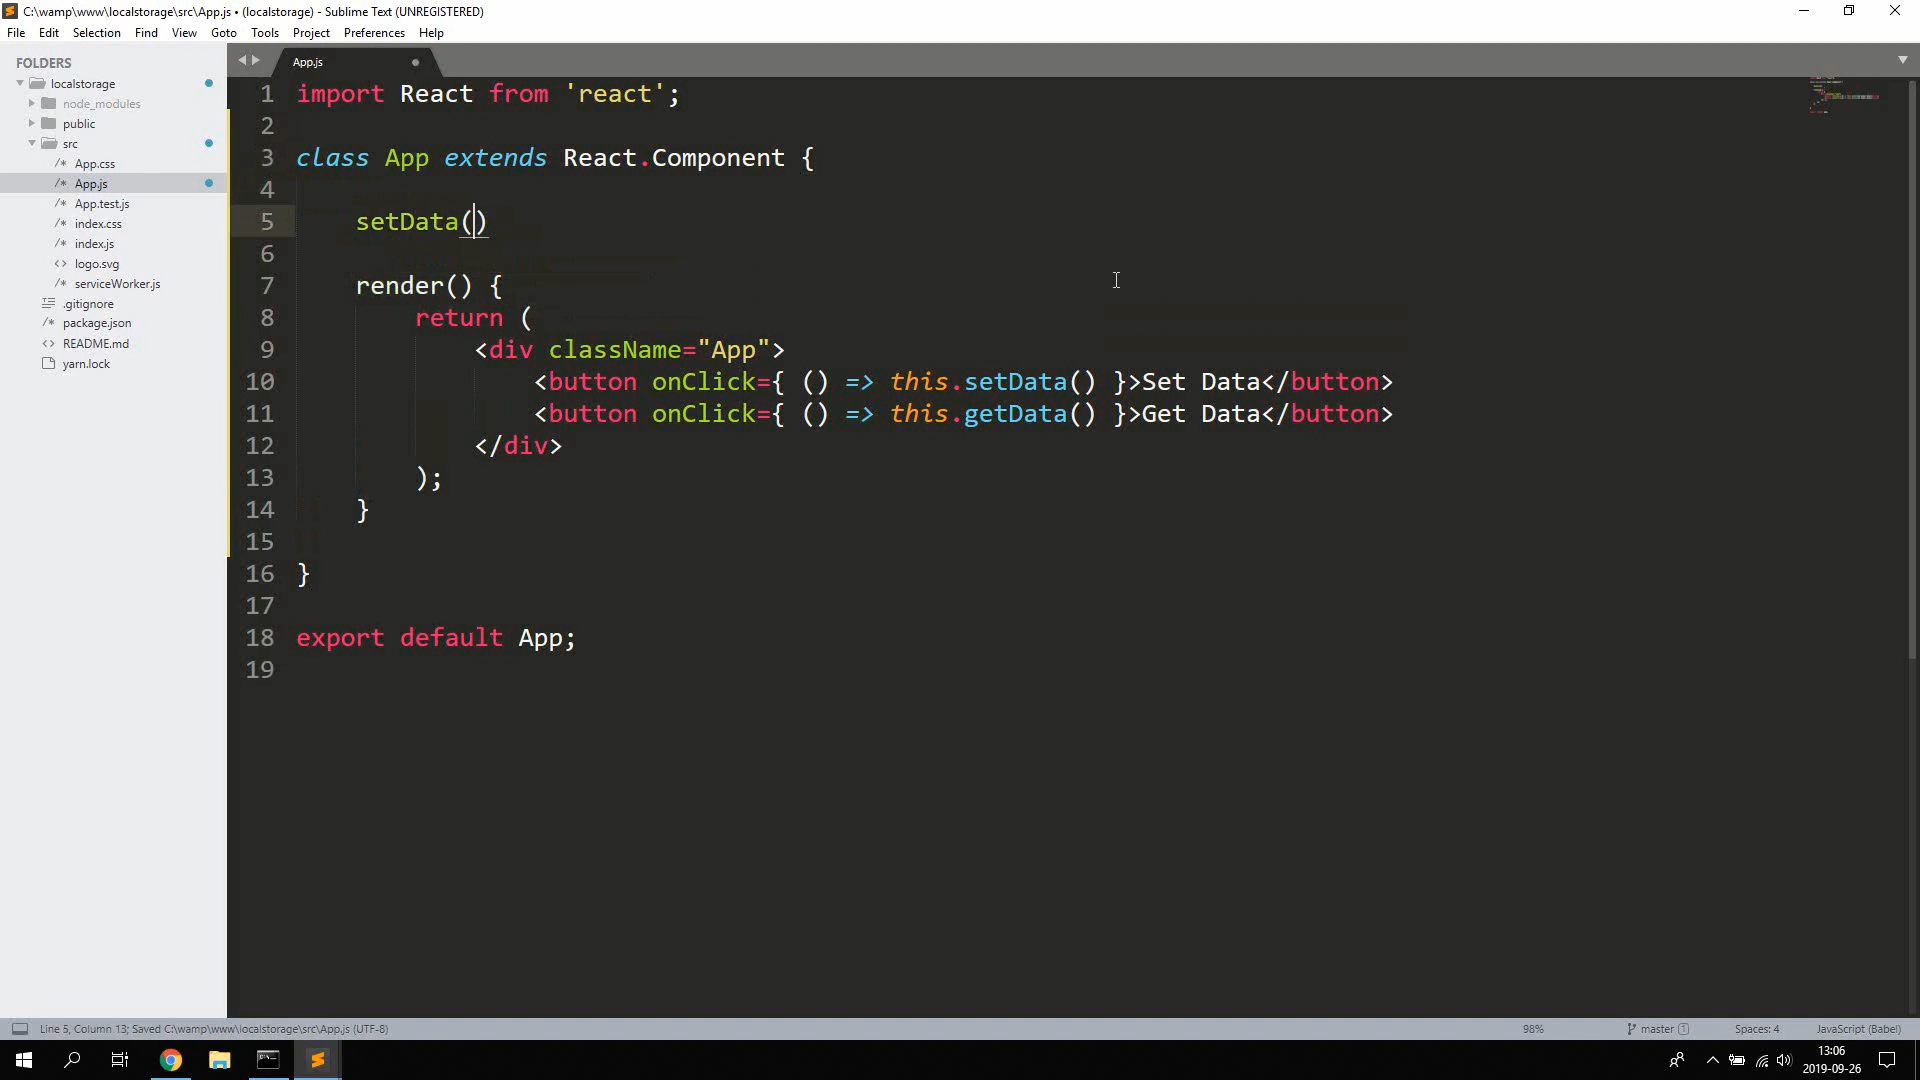 C:\wamp\www\localstorage\src\App.js • (localstorage) - Sublime Text (UNREGISTERED)
File Edit Selection Find View Goto Tools Project Preferences Help
FOLDERS
localstorage
node_modules
public
src
/* App.css
/* App.js
/* App.test.js
/* index.css
/* index.js
<> logo.svg
/* serviceWorker.js
.gitignore
/* package.json
<> README.md
yarn.lock
App.js
1 import React from 'react';
2
3 class App extends React.Component {
4
5 setData()
6
7 render() {
8 return (
9 <div className="App">
10 <button onClick={ () => this.setData() }>Set Data</button>
11 <button onClick={ () => this.getData() }>Get Data</button>
12 </div>
13 );
14 }
15
16 }
17
18 export default App;
19
Line 5, Column 13; Saved C:\wamp\www\localstorage\src\App.js (UTF-8)
98%
master 1
Spaces: 4
JavaScript (Babel)
13:06
2019-09-26